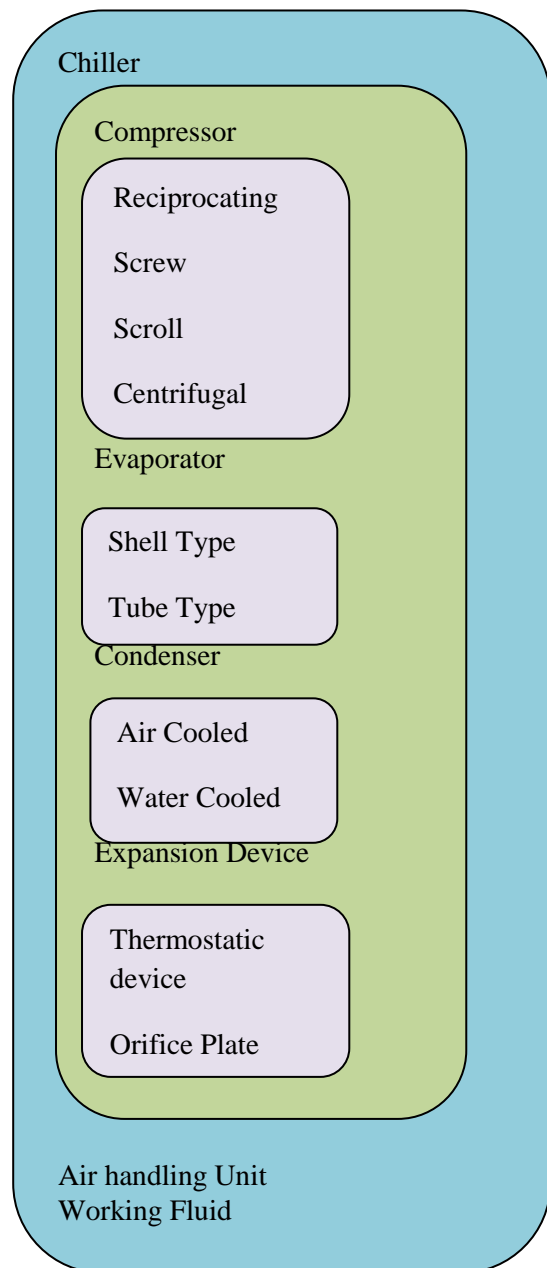 Chiller
Compressor
Reciprocating
Screw
Scroll
Centrifugal
Evaporator
Shell Type
Tube Type
Condenser
Air Cooled
Water Cooled
Expansion Device
Thermostatic
device
Orifice Plate
Air handling Unit
Working Fluid